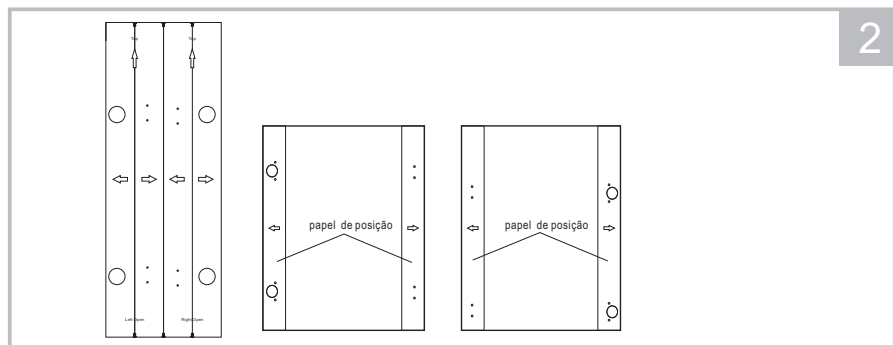 2
Top Top
papel de posição papel de posição
Left Open Right Open